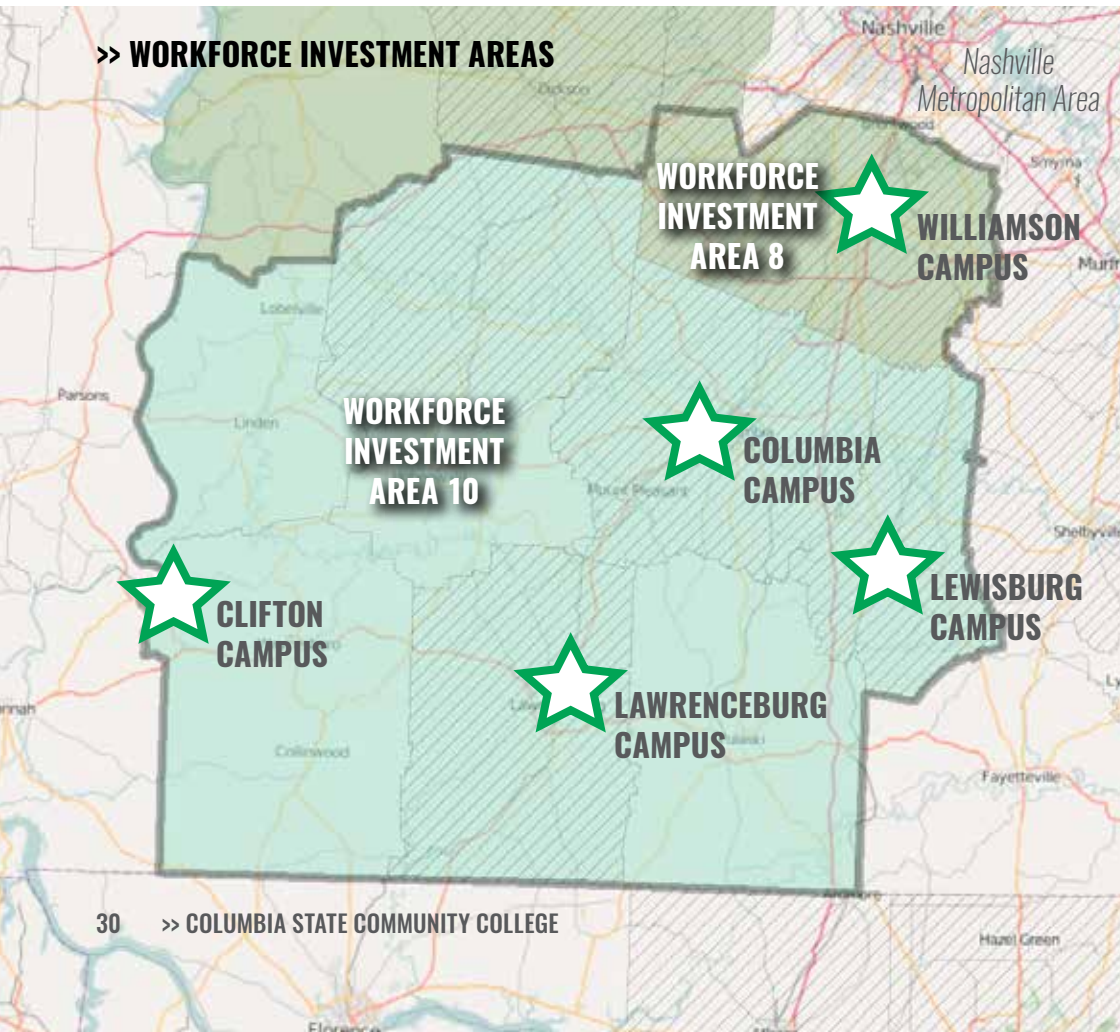 >> WORKFORCE INVESTMENT AREAS
Nashville
Nashville
Metropolitan Area
Dickson
Smyrna
WORKFORCE
INVESTMENT
AREA 8
WILLIAMSON
CAMPUS
Lobelville
Parsons
Linden
WORKFORCE
INVESTMENT
AREA 10
COLUMBIA
CAMPUS
Mount Pleasant
Shelbyville
CLIFTON
CAMPUS
LEWISBURG
CAMPUS
LAWRENCEBURG
CAMPUS
Collinwood
Fayetteville
Ardmore
30 >> COLUMBIA STATE COMMUNITY COLLEGE
Hazel Green
Florence